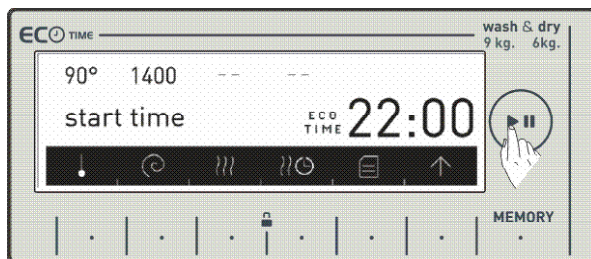 ECO TIME
wash & dry
9 kg. 6kg.
90° 1400 -- --
start time ECO TIME 22:00
MEMORY